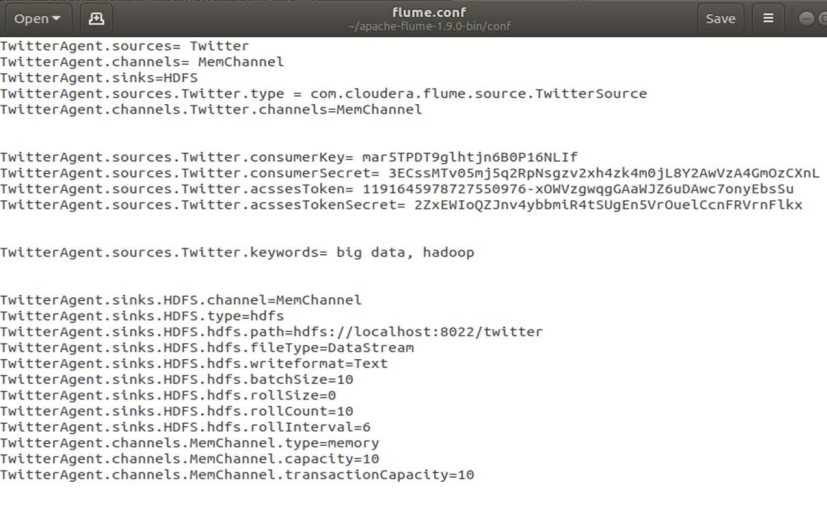 Open
flume.conf
~/apache-flume-1.9.0-bin/conf
Save
TwitterAgent.sources= Twitter
TwitterAgent.channels= MemChannel
TwitterAgent.sinks=HDFS
TwitterAgent.sources.Twitter.type = com.cloudera.flume.source.TwitterSource
TwitterAgent.channels.Twitter.channels=MemChannel
TwitterAgent.sources.Twitter.consumerKey= mar5TPDT9glhtjn6B0P16NLIf
TwitterAgent.sources.Twitter.consumerSecret= 3ECssMTv05mj5q2RpNsgzv2xh4zk4m0jL8Y2AwVzA4GmOzCXnL
TwitterAgent.sources.Twitter.acssesToken= 1191645978727550976-xOWVzgwqgGAaWJZ6uDAwc7onyEbsSu
TwitterAgent.sources.Twitter.acssesTokenSecret= 2ZxEWIoQZJnv4ybbmiR4tSUgEn5VrOuelCcnFRVrnFlkx
TwitterAgent.sources.Twitter.keywords= big data, hadoop
TwitterAgent.sinks.HDFS.channel=MemChannel
TwitterAgent.sinks.HDFS.type=hdfs
TwitterAgent.sinks.HDFS.hdfs.path=hdfs://localhost:8022/twitter
TwitterAgent.sinks.HDFS.hdfs.fileType=DataStream
TwitterAgent.sinks.HDFS.hdfs.writeformat=Text
TwitterAgent.sinks.HDFS.hdfs.batchSize=10
TwitterAgent.sinks.HDFS.hdfs.rollSize=0
TwitterAgent.sinks.HDFS.hdfs.rollCount=10
TwitterAgent.sinks.HDFS.hdfs.rollInterval=6
TwitterAgent.channels.MemChannel.type=memory
TwitterAgent.channels.MemChannel.capacity=10
TwitterAgent.channels.MemChannel.transactionCapacity=10